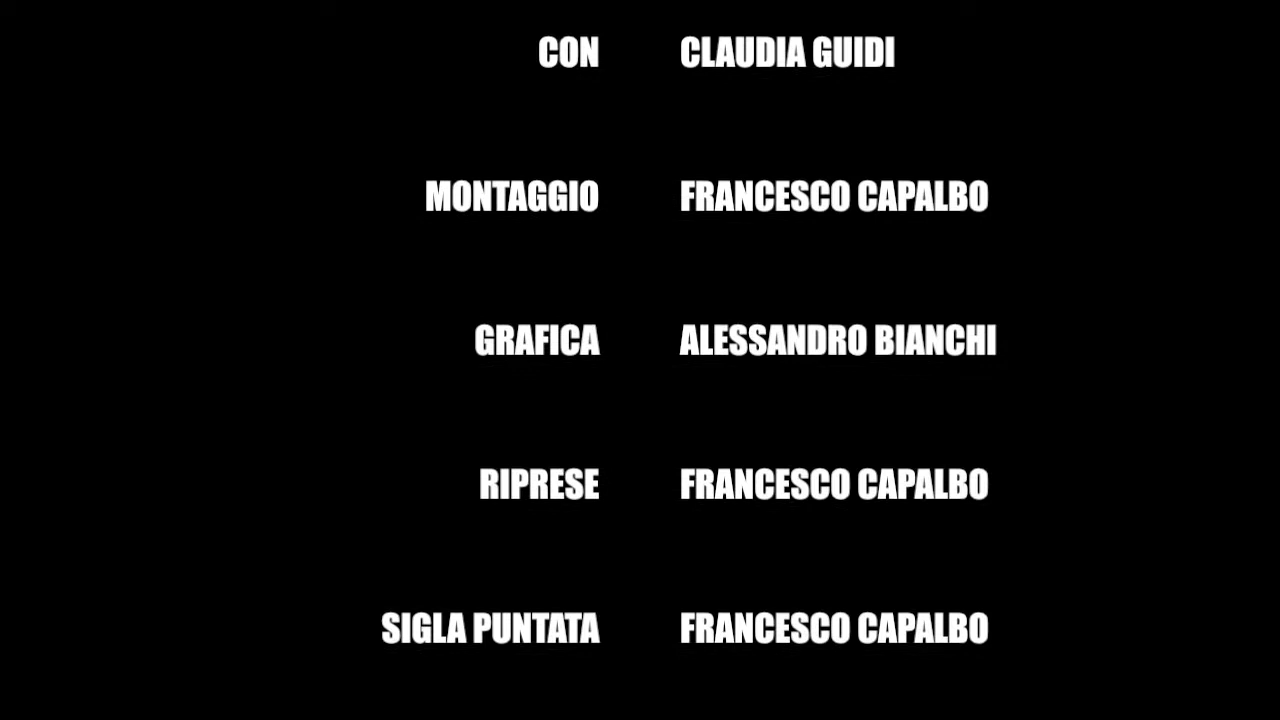 CON CLAUDIA GUIDI
MONTAGGIO FRANCESCO CAPALBO
GRAFICA ALESSANDRO BIANCHI
RIPRESE FRANCESCO CAPALBO
SIGLA PUNTATA FRANCESCO CAPALBO